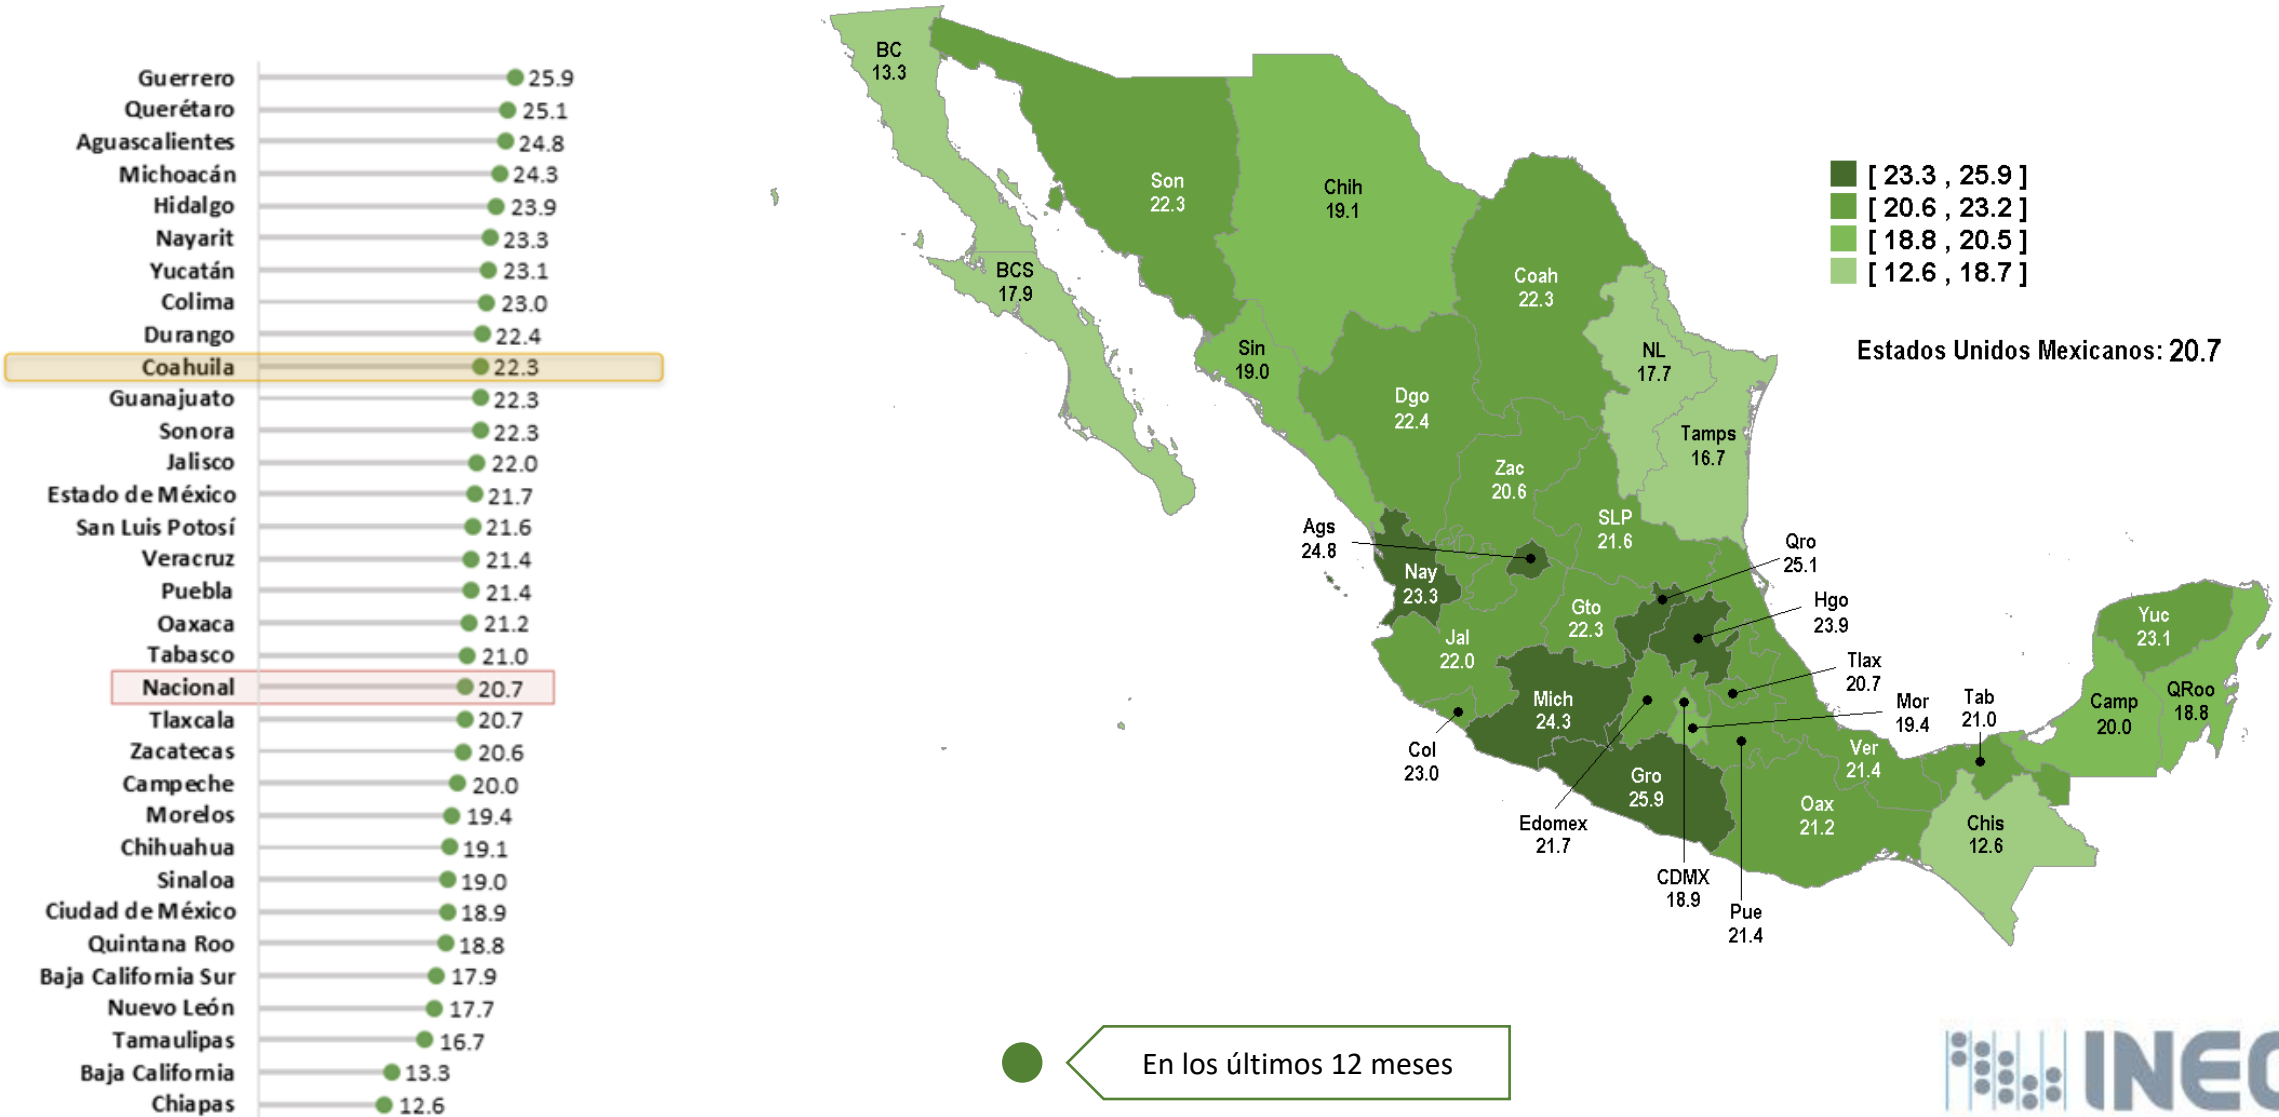 Guerrero 25.9
Querétaro 25.1
Aguascalientes 24.8
Michoacán 24.3
Hidalgo 23.9
Nayarit 23.3
Yucatán 23.1
Colima 23.0
Durango 22.4
Coahuila 22.3
Guanajuato 22.3
Sonora 22.3
Jalisco 22.0
Estado de México 21.7
San Luis Potosí 21.6
Veracruz 21.4
Puebla 21.4
Oaxaca 21.2
Tabasco 21.0
Nacional 20.7
Tlaxcala 20.7
Zacatecas 20.6
Campeche 20.0
Morelos 19.4
Chihuahua 19.1
Sinaloa 19.0
Ciudad de México 18.9
Quintana Roo 18.8
Baja California Sur 17.9
Nuevo León 17.7
Tamaulipas 16.7
Baja California 13.3
Chiapas 12.6
BC
13.3
Son
22.3
Chih
19.1
BCS
17.9
Coah
22.3
Sin
19.0
NL
17.7
Dgo
22.4
Tamps
16.7
Zac
20.6
SLP
21.6
Ags
24.8
Qro
25.1
Nay
23.3
Hgo
23.9
Gto
22.3
Jal
22.0
Yuc
23.1
Tlax
20.7
Mich
24.3
Mor
19.4
Tab
21.0
Camp
20.0
QRoo
18.8
Col
23.0
Ver
21.4
Gro
25.9
Oax
21.2
Edomex
21.7
Chis
12.6
CDMX
18.9
Pue
21.4
[ 23.3 , 25.9 ]
[ 20.6 , 23.2 ]
[ 18.8 , 20.5 ]
[ 12.6 , 18.7 ]
Estados Unidos Mexicanos: 20.7
En los últimos 12 meses
INEG